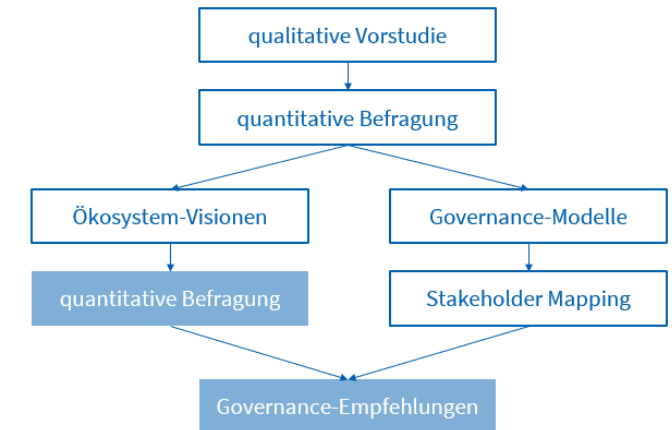 qualitative Vorstudie
quantitative Befragung
Ökosystem-Visionen
Governance-Modelle
quantitative Befragung
Stakeholder Mapping
Governance-Empfehlungen